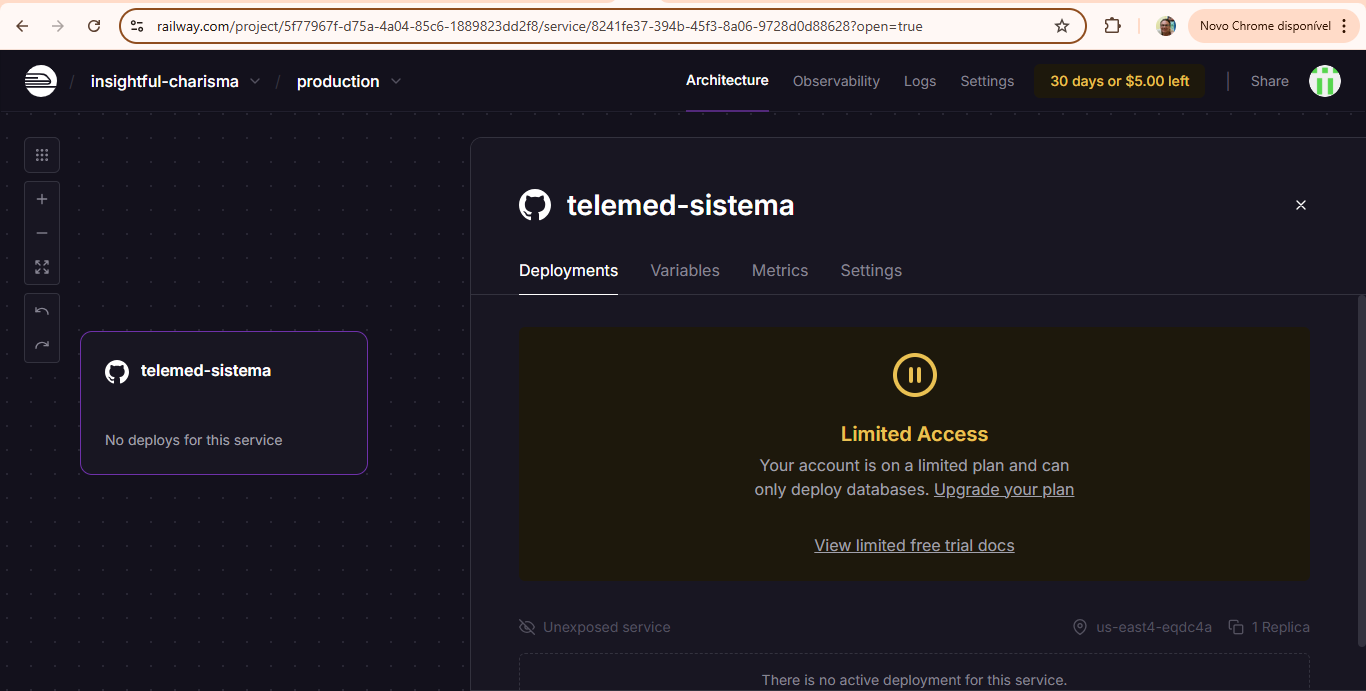 railway.com/project/5f77967f-d75a-4a04-85c6-1889823dd2f8/service/8241fe37-394b-45f3-8a06-9728d0d88628?open=true
Novo Chrome disponível
insightful-charisma / production
Architecture Observability Logs Settings 30 days or $5.00 left Share
telemed-sistema
No deploys for this service
telemed-sistema
Deployments Variables Metrics Settings
Limited Access
Your account is on a limited plan and can
only deploy databases. Upgrade your plan
View limited free trial docs
Unexposed service us-east4-eqdc4a 1 Replica
There is no active deployment for this service.